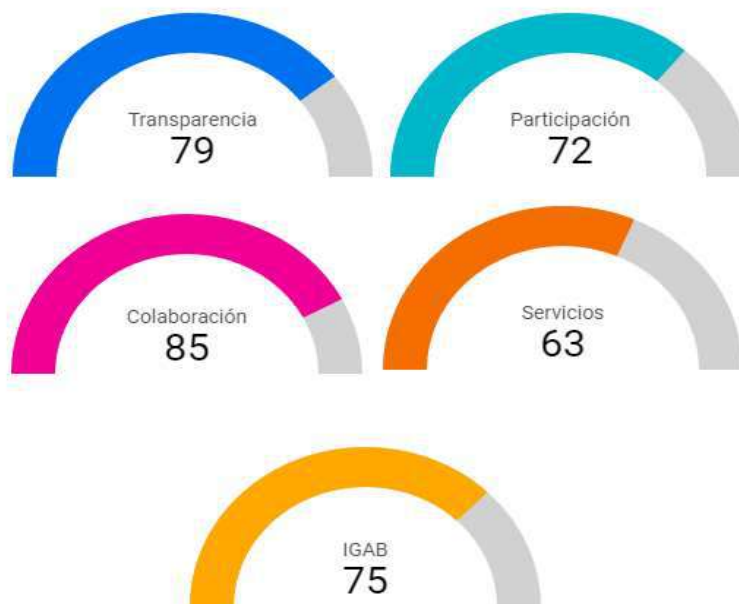 Transparencia
79
Participación
72
Colaboración
85
Servicios
63
IGAB
75